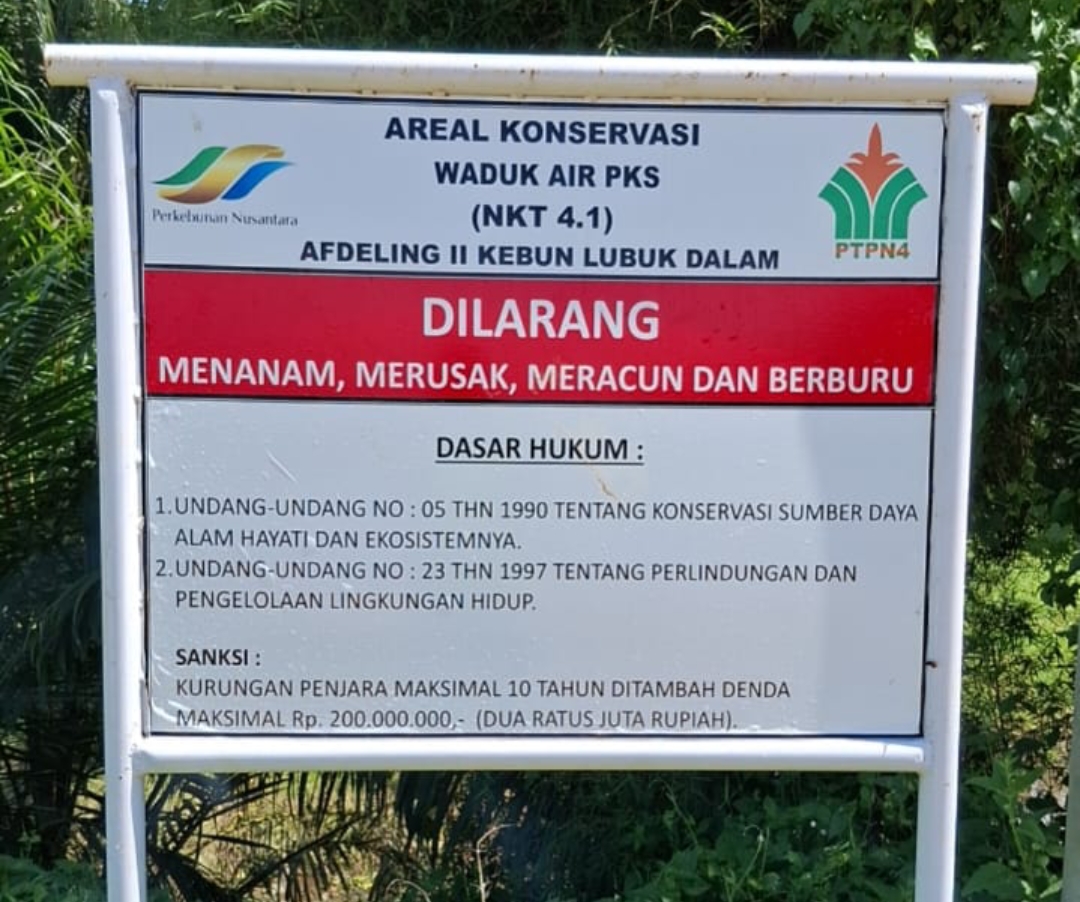 AREAL KONSERVASI
WADUK AIR PKS
(NKT 4.1)
AFDELING II KEBUN LUBUK DALAM
Perkebunan Nusantara
PTPN4
DILARANG
MENANAM, MERUSAK, MERACUN DAN BERBURU
DASAR HUKUM :
1. UNDANG-UNDANG NO : 05 THN 1990 TENTANG KONSERVASI SUMBER DAYA
ALAM HAYATI DAN EKOSISTEMNYA.
2. UNDANG-UNDANG NO : 23 THN 1997 TENTANG PERLINDUNGAN DAN
PENGELOLAAN LINGKUNGAN HIDUP.
SANKSI :
KURUNGAN PENJARA MAKSIMAL 10 TAHUN DITAMBAH DENDA
MAKSIMAL Rp. 200.000.000,- (DUA RATUS JUTA RUPIAH).